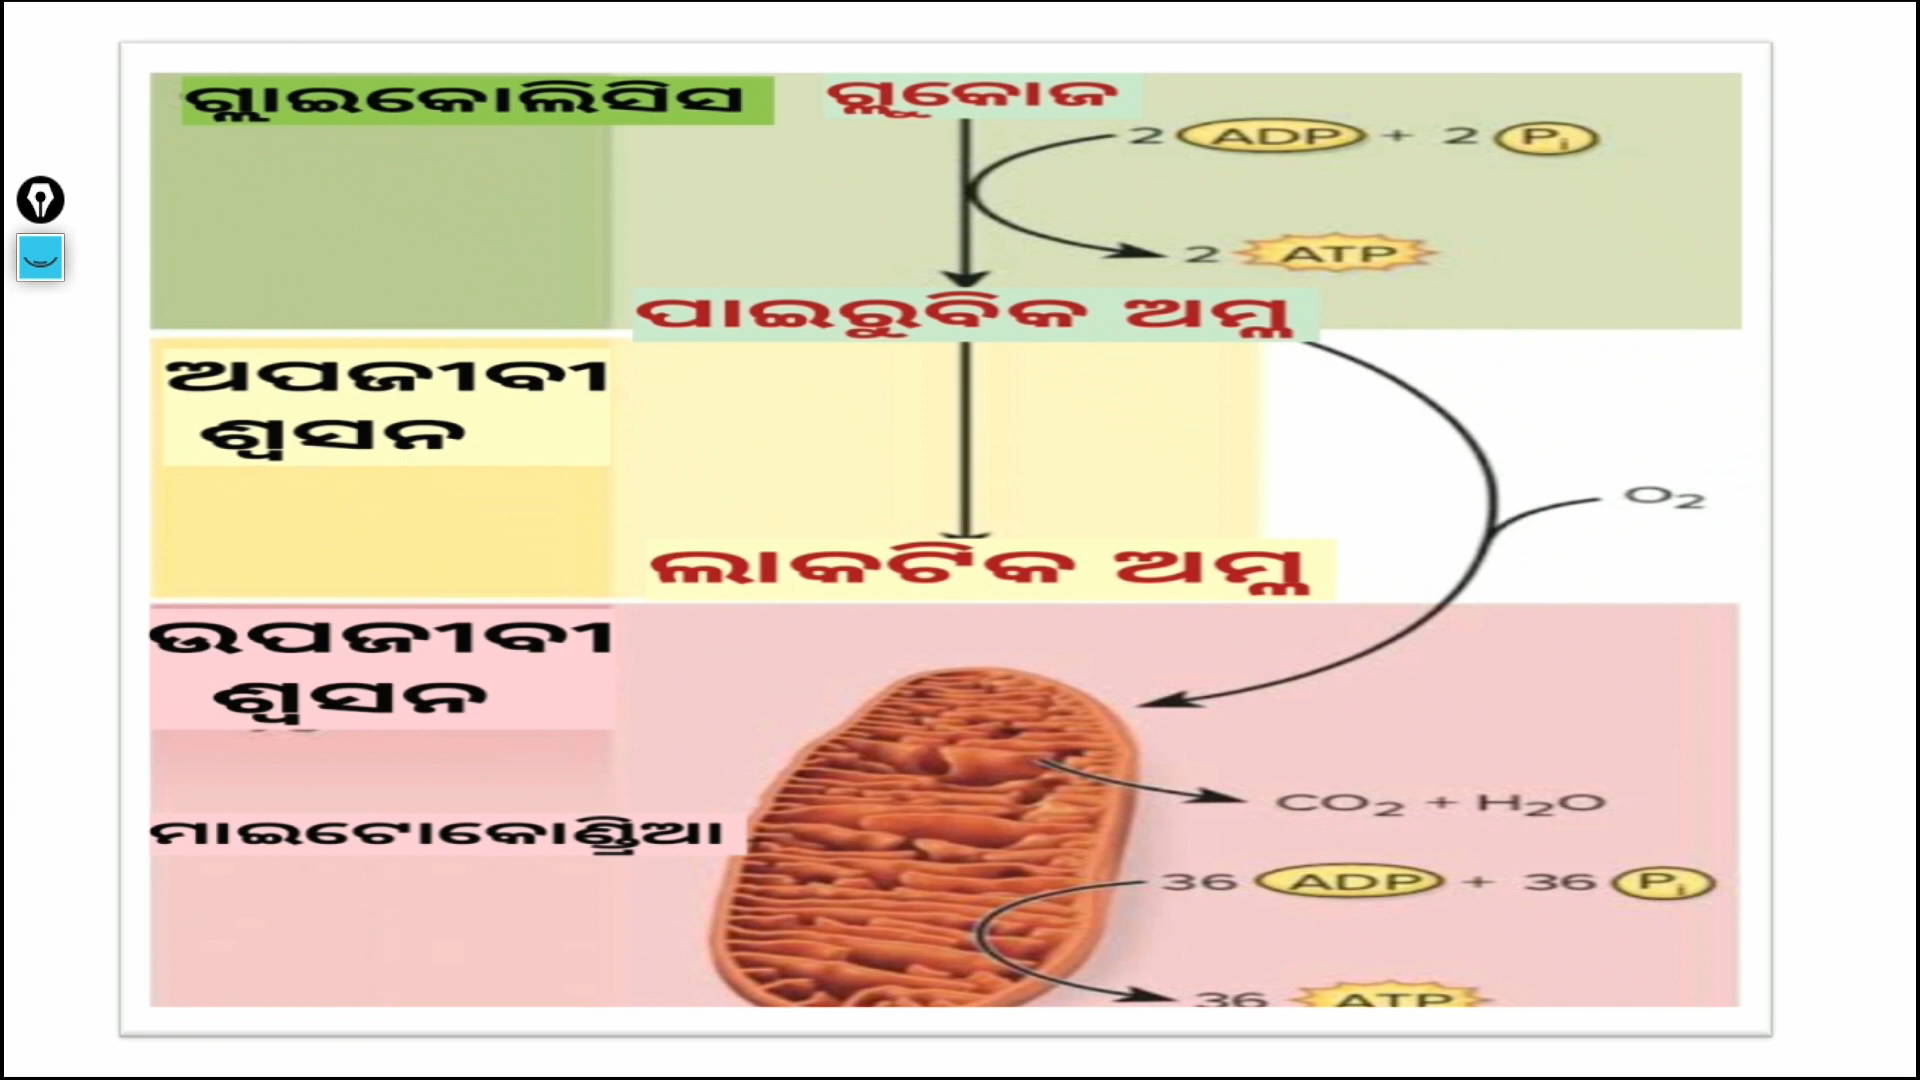 ଗ୍ଲାଇକୋଲିସିସ
ଗ୍ଲୁକୋଜ
2 ADP + 2 Pi
2 ATP
ପାଇରୁବିକ ଅମ୍ଳ
ଅପଜୀବୀ
ଶ୍ୱସନ
O₂
ଲାକଟିକ ଅମ୍ଳ
ଉପଜୀବୀ
ଶ୍ୱସନ
CO₂ + H₂O
ମାଇଟୋକୋଣ୍ଡ୍ରିଆ
36 ADP + 36 Pi
36 ATP